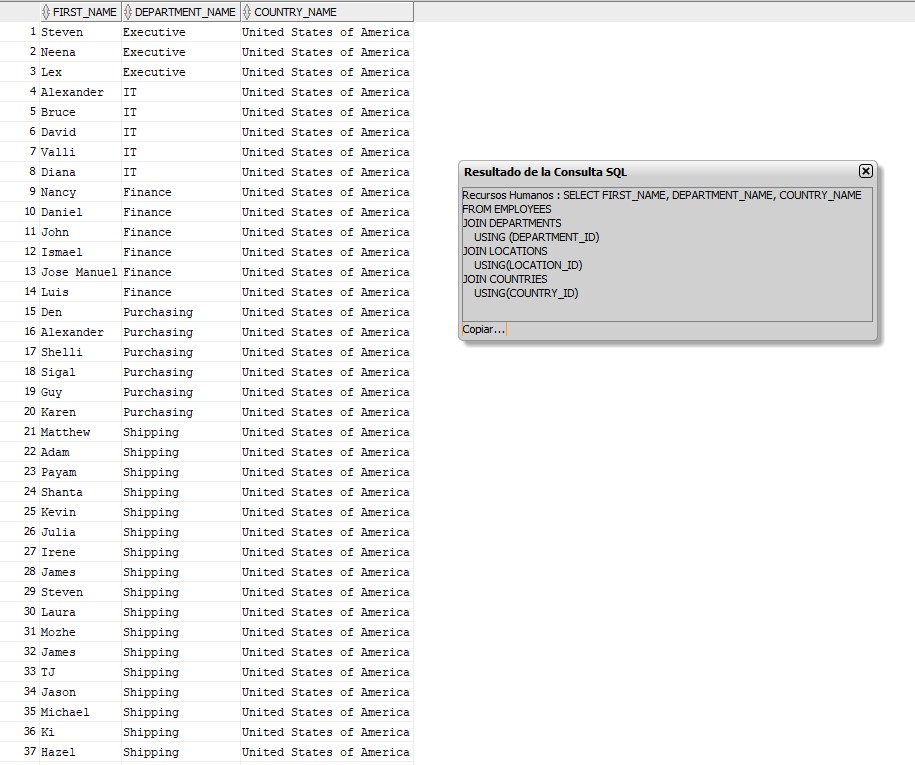 FIRST_NAME DEPARTMENT_NAME COUNTRY_NAME
1 Steven Executive United States of America
2 Neena Executive United States of America
3 Lex Executive United States of America
4 Alexander IT United States of America
5 Bruce IT United States of America
6 David IT United States of America
7 Valli IT United States of America
8 Diana IT United States of America
9 Nancy Finance United States of America
10 Daniel Finance United States of America
11 John Finance United States of America
12 Ismael Finance United States of America
13 Jose Manuel Finance United States of America
14 Luis Finance United States of America
15 Den Purchasing United States of America
16 Alexander Purchasing United States of America
17 Shelli Purchasing United States of America
18 Sigal Purchasing United States of America
19 Guy Purchasing United States of America
20 Karen Purchasing United States of America
21 Matthew Shipping United States of America
22 Adam Shipping United States of America
23 Payam Shipping United States of America
24 Shanta Shipping United States of America
25 Kevin Shipping United States of America
26 Julia Shipping United States of America
27 Irene Shipping United States of America
28 James Shipping United States of America
29 Steven Shipping United States of America
30 Laura Shipping United States of America
31 Mozhe Shipping United States of America
32 James Shipping United States of America
33 TJ Shipping United States of America
34 Jason Shipping United States of America
35 Michael Shipping United States of America
36 Ki Shipping United States of America
37 Hazel Shipping United States of America
Resultado de la Consulta SQL
Recursos Humanos : SELECT FIRST_NAME, DEPARTMENT_NAME, COUNTRY_NAME
FROM EMPLOYEES
JOIN DEPARTMENTS
USING (DEPARTMENT_ID)
JOIN LOCATIONS
USING(LOCATION_ID)
JOIN COUNTRIES
USING(COUNTRY_ID)
Copiar...